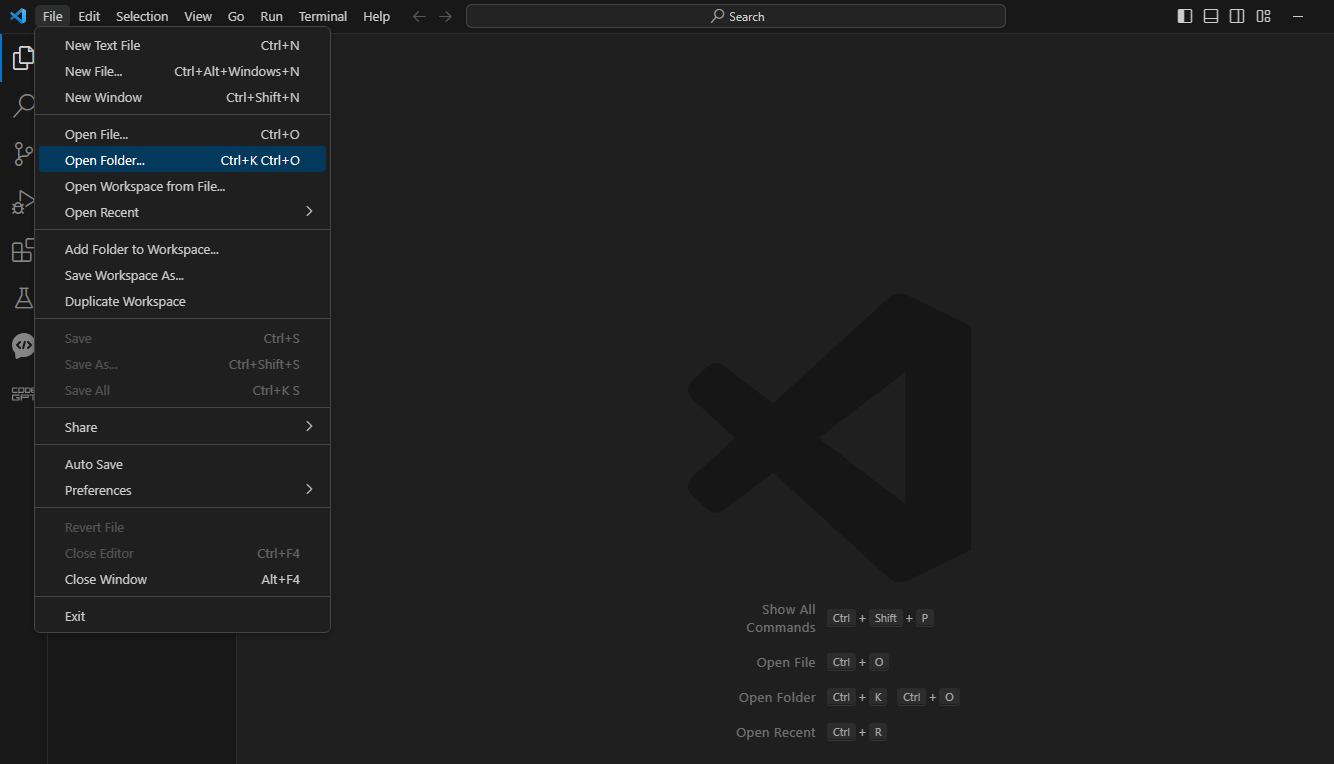 File Edit Selection View Go Run Terminal Help Search
New Text File Ctrl+N
New File... Ctrl+Alt+Windows+N
New Window Ctrl+Shift+N
Open File... Ctrl+O
Open Folder... Ctrl+K Ctrl+O
Open Workspace from File...
Open Recent
Add Folder to Workspace...
Save Workspace As...
Duplicate Workspace
Save Ctrl+S
Save As... Ctrl+Shift+S
Save All Ctrl+K S
Share
Auto Save
Preferences
Revert File
Close Editor Ctrl+F4
Close Window Alt+F4
Exit
CODE
GPT
Show All
Commands Ctrl + Shift + P
Open File Ctrl + O
Open Folder Ctrl + K Ctrl + O
Open Recent Ctrl + R